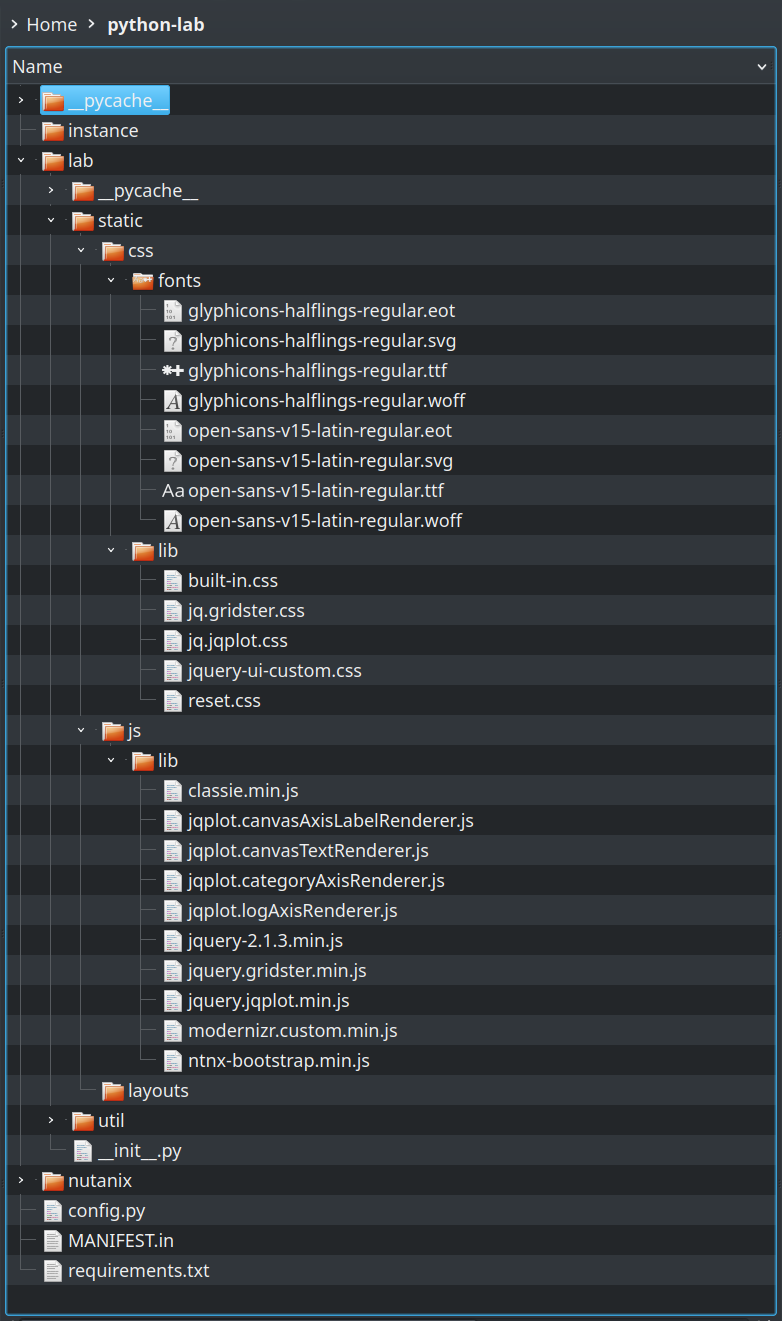 Home python-lab
Name
__pycache__
instance
lab
__pycache__
static
css
fonts
glyphicons-halflings-regular.eot
glyphicons-halflings-regular.svg
glyphicons-halflings-regular.ttf
glyphicons-halflings-regular.woff
open-sans-v15-latin-regular.eot
open-sans-v15-latin-regular.svg
Aa open-sans-v15-latin-regular.ttf
open-sans-v15-latin-regular.woff
lib
built-in.css
jq.gridster.css
jq.jqplot.css
jquery-ui-custom.css
reset.css
js
lib
classie.min.js
jqplot.canvasAxisLabelRenderer.js
jqplot.canvasTextRenderer.js
jqplot.categoryAxisRenderer.js
jqplot.logAxisRenderer.js
jquery-2.1.3.min.js
jquery.gridster.min.js
jquery.jqplot.min.js
modernizr.custom.min.js
ntnx-bootstrap.min.js
layouts
util
__init__.py
nutanix
config.py
MANIFEST.in
requirements.txt